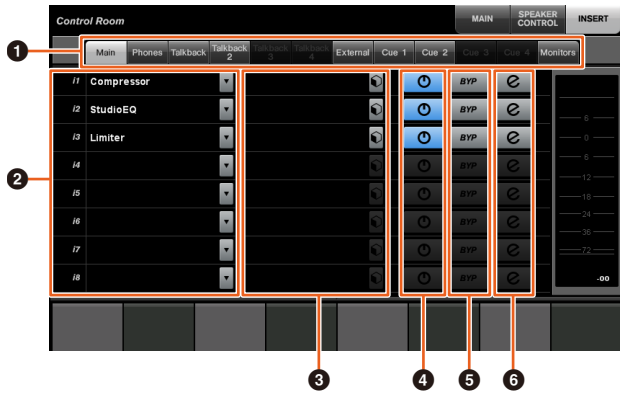 Control Room MAIN SPEAKER CONTROL INSERT
1 Main Phones Talkback Talkback 2 Talkback 3 Talkback 4 External Cue 1 Cue 2 Cue 3 Cue 4 Monitors
i1 Compressor BYP e
i2 StudioEQ BYP e
i3 Limiter BYP e
i4 BYP e
i5 BYP e
i6 BYP e
i7 BYP e
i8 BYP e
6
0
6
12
18
24
36
72
-00
2
3 4 5 6